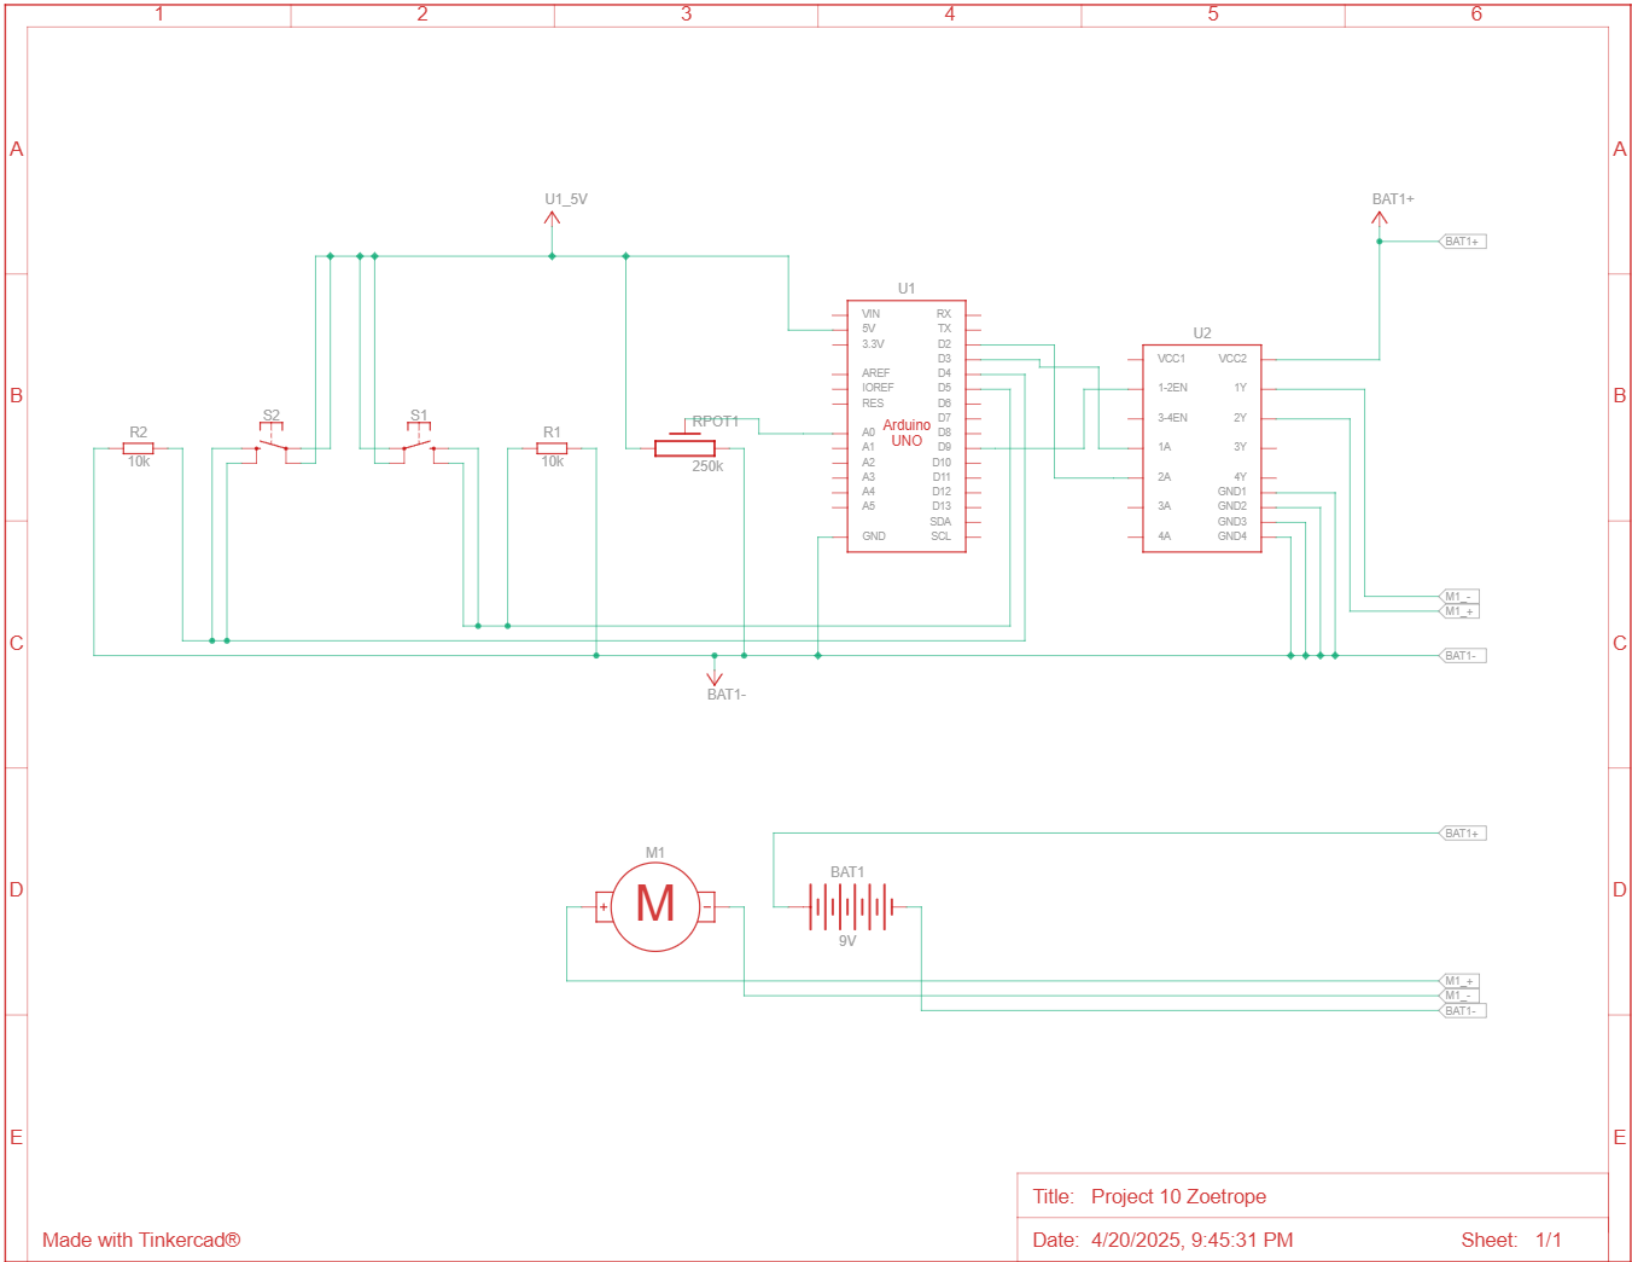 1 2 3 4 5 6
A A
U1_5V BAT1+
BAT1+
B B
U1
VIN RX
5V TX
3.3V D2
D3
AREF D4
IOREF D5
RES D6
D7
A0 D8
A1 D9
A2 D10
A3 D11
A4 D12
A5 D13
SDA
GND SCL
Arduino
UNO
U2
VCC1 VCC2
1-2EN 1Y
3-4EN 2Y
1A 3Y
2A 4Y
GND1
3A GND2
GND3
4A GND4
S2 S1
R2 R1 RPOT1
10k 10k 250k
M1_-
M1_+
C C
BAT1-
BAT1-
BAT1+
M1 BAT1
D D
+ M -
9V
M1_+
M1_-
BAT1-
E E
Title: Project 10 Zoetrope
Made with Tinkercad®
Date: 4/20/2025, 9:45:31 PM Sheet: 1/1